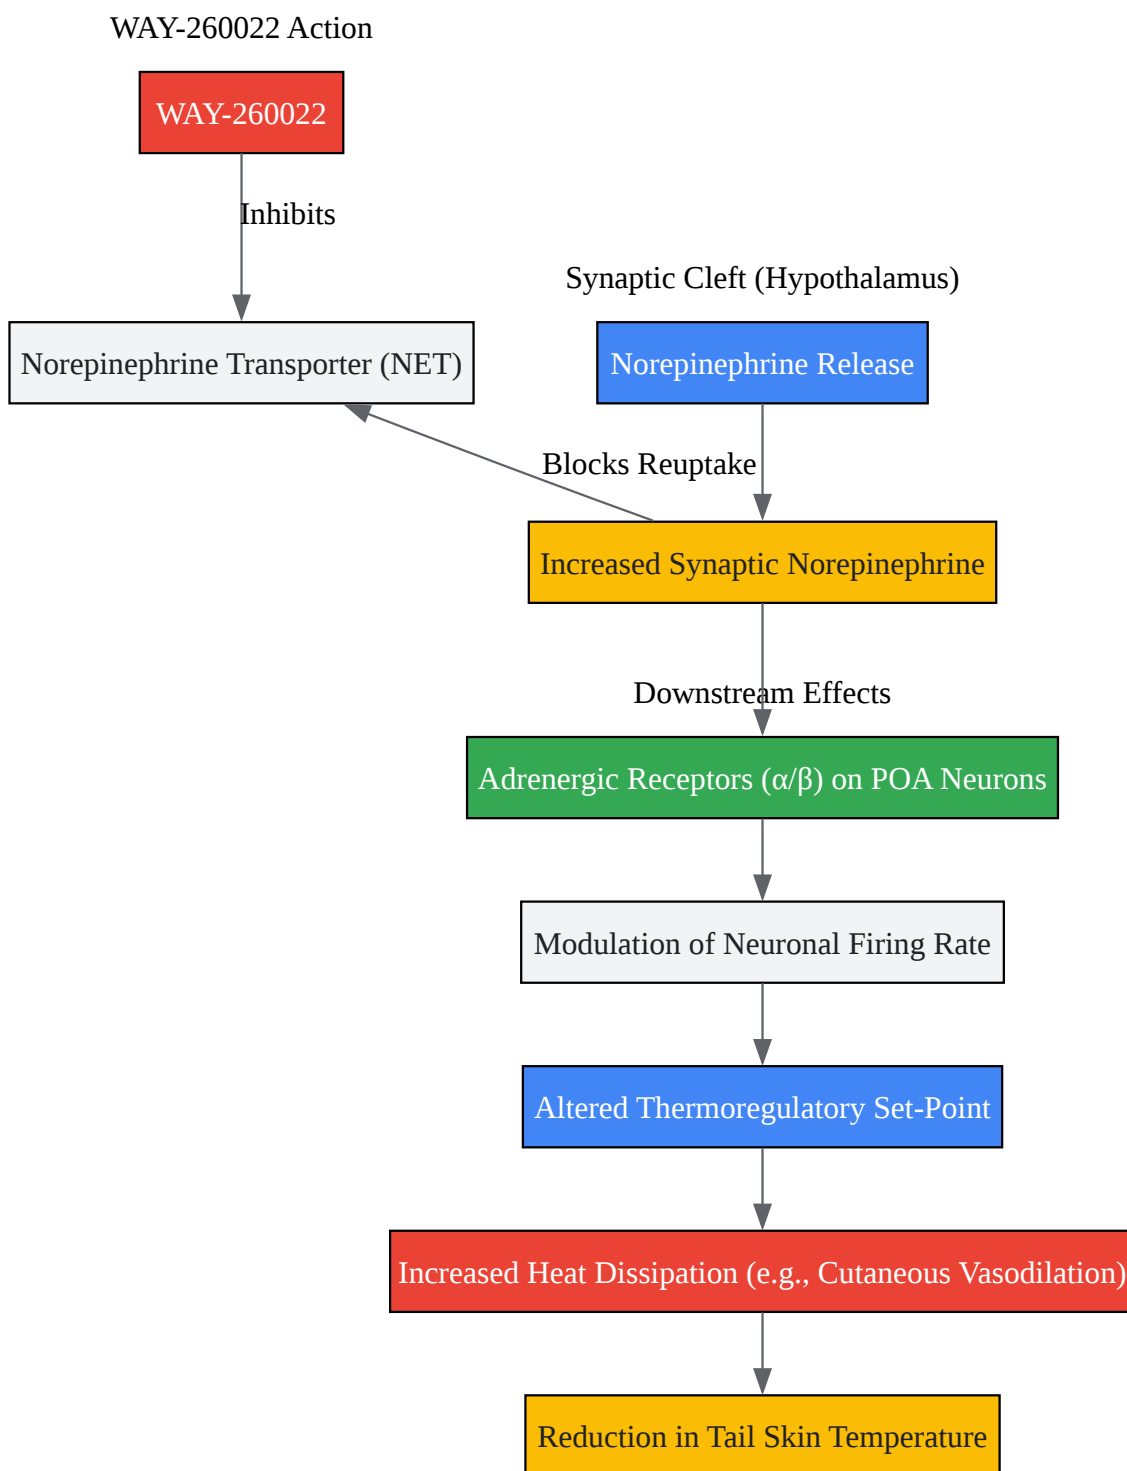 WAY-260022 Action
WAY-260022
Inhibits
Synaptic Cleft (Hypothalamus)
Norepinephrine Transporter (NET)
Norepinephrine Release
Blocks Reuptake
Increased Synaptic Norepinephrine
Downstream Effects
Adrenergic Receptors (α/β) on POA Neurons
Modulation of Neuronal Firing Rate
Altered Thermoregulatory Set-Point
Increased Heat Dissipation (e.g., Cutaneous Vasodilation)
Reduction in Tail Skin Temperature